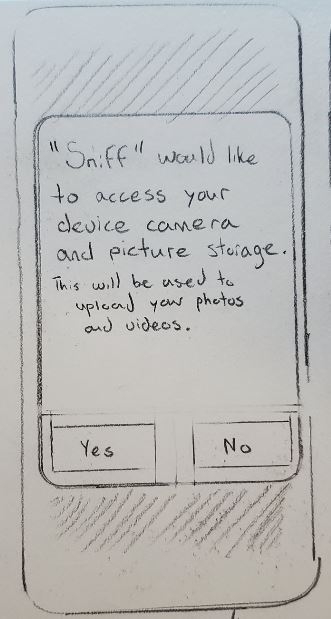 "Sniff" would like
to access your
device camera
and picture storage.
This will be used to
upload your photos
and videos.
Yes
No